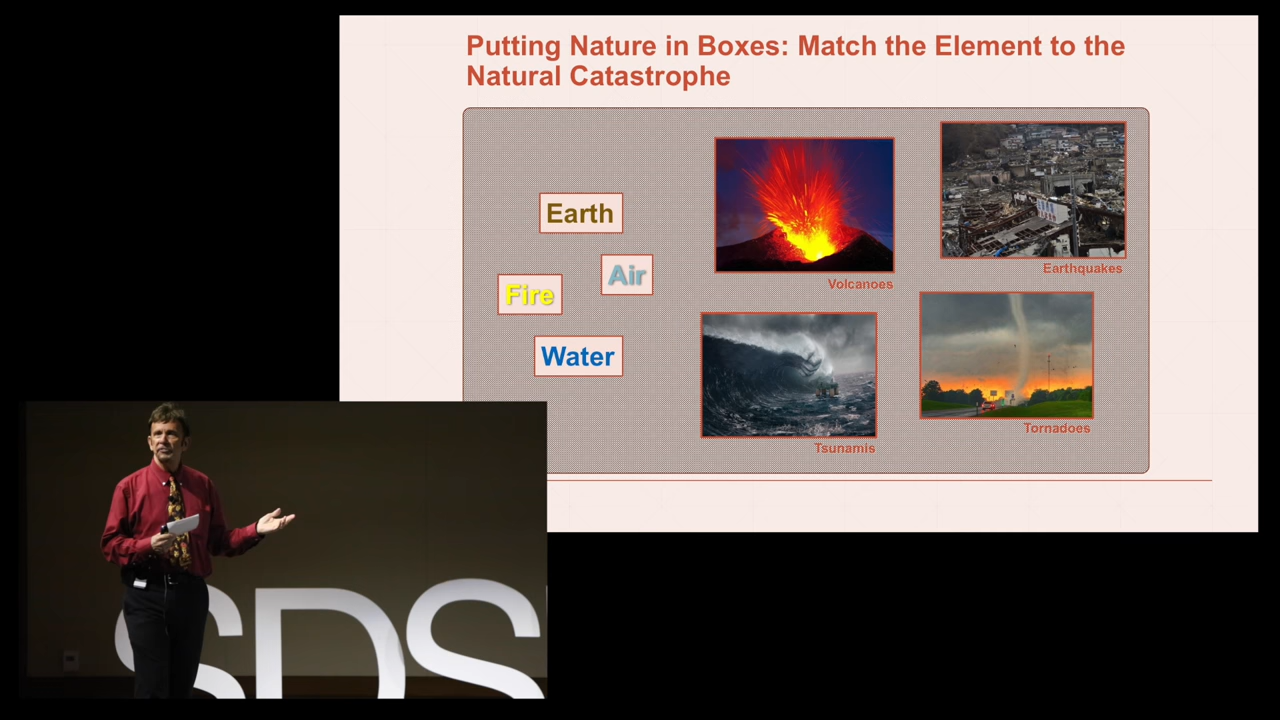 Putting Nature in Boxes: Match the Element to the
Natural Catastrophe
Earth
Air
Fire
Water
Volcanoes
Earthquakes
Tsunamis
Tornadoes
SDS